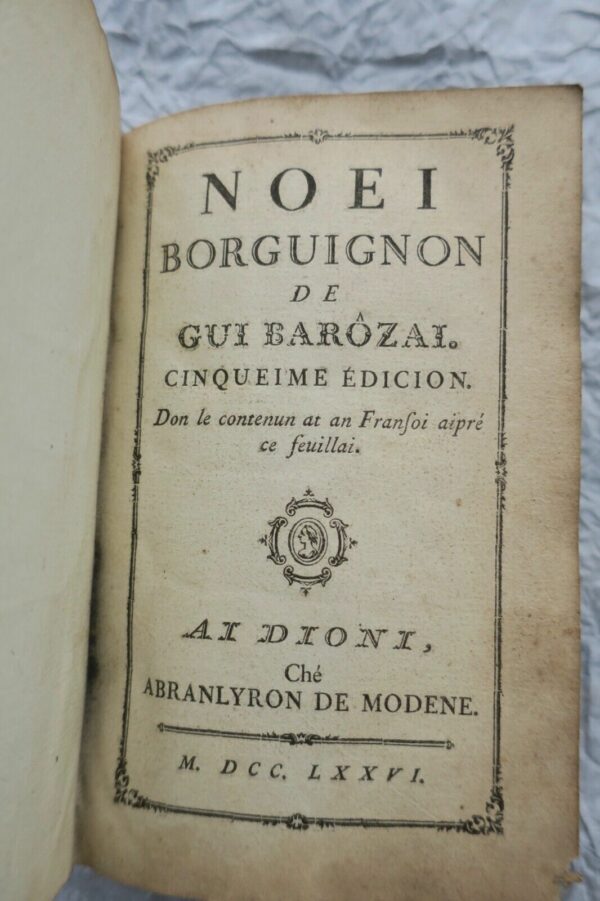 NOEI
BORGUIGNON
DE
GUI BARÔZAI.
CINQUEIME ÉDICION.
Don le contenun at an Franſoi aipré
ce feuillai.
AI DIONI,
Ché
ABRANLYRON DE MODENE.
M. DCC. LXXVI.